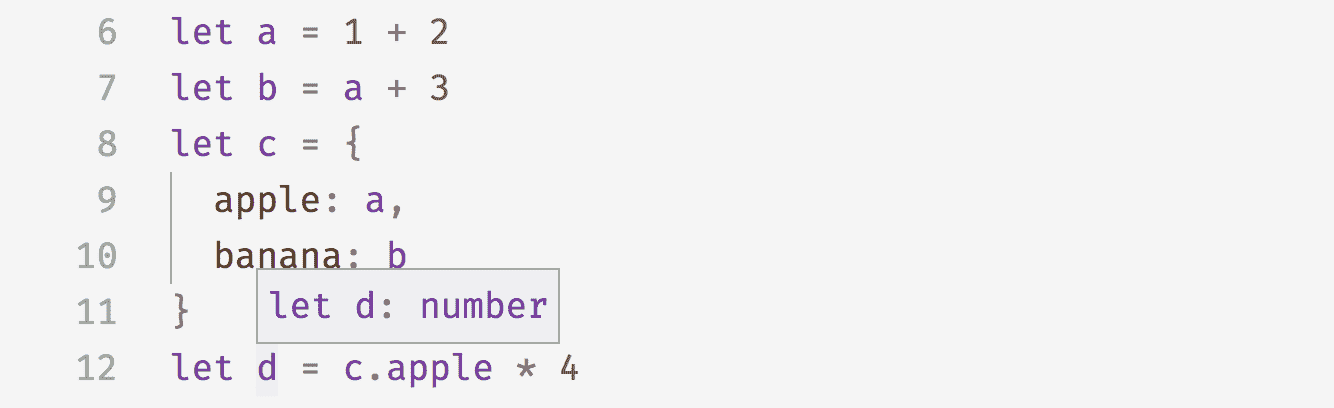 6 let a = 1 + 2
7 let b = a + 3
8 let c = {
9 apple: a,
10 banana: b
11 }
let d: number
12 let d = c.apple * 4